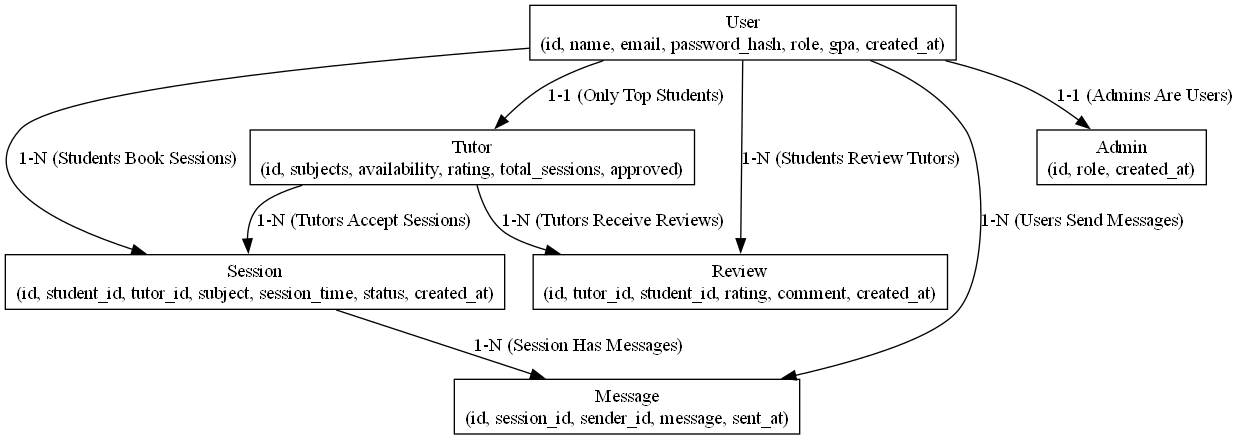 User
(id, name, email, password_hash, role, gpa, created_at)
1-1 (Only Top Students)
1-1 (Admins Are Users)
1-N (Students Book Sessions)
Tutor
(id, subjects, availability, rating, total_sessions, approved)
1-N (Students Review Tutors)
Admin
(id, role, created_at)
1-N (Tutors Accept Sessions)
1-N (Tutors Receive Reviews)
1-N (Users Send Messages)
Session
(id, student_id, tutor_id, subject, session_time, status, created_at)
Review
(id, tutor_id, student_id, rating, comment, created_at)
1-N (Session Has Messages)
Message
(id, session_id, sender_id, message, sent_at)